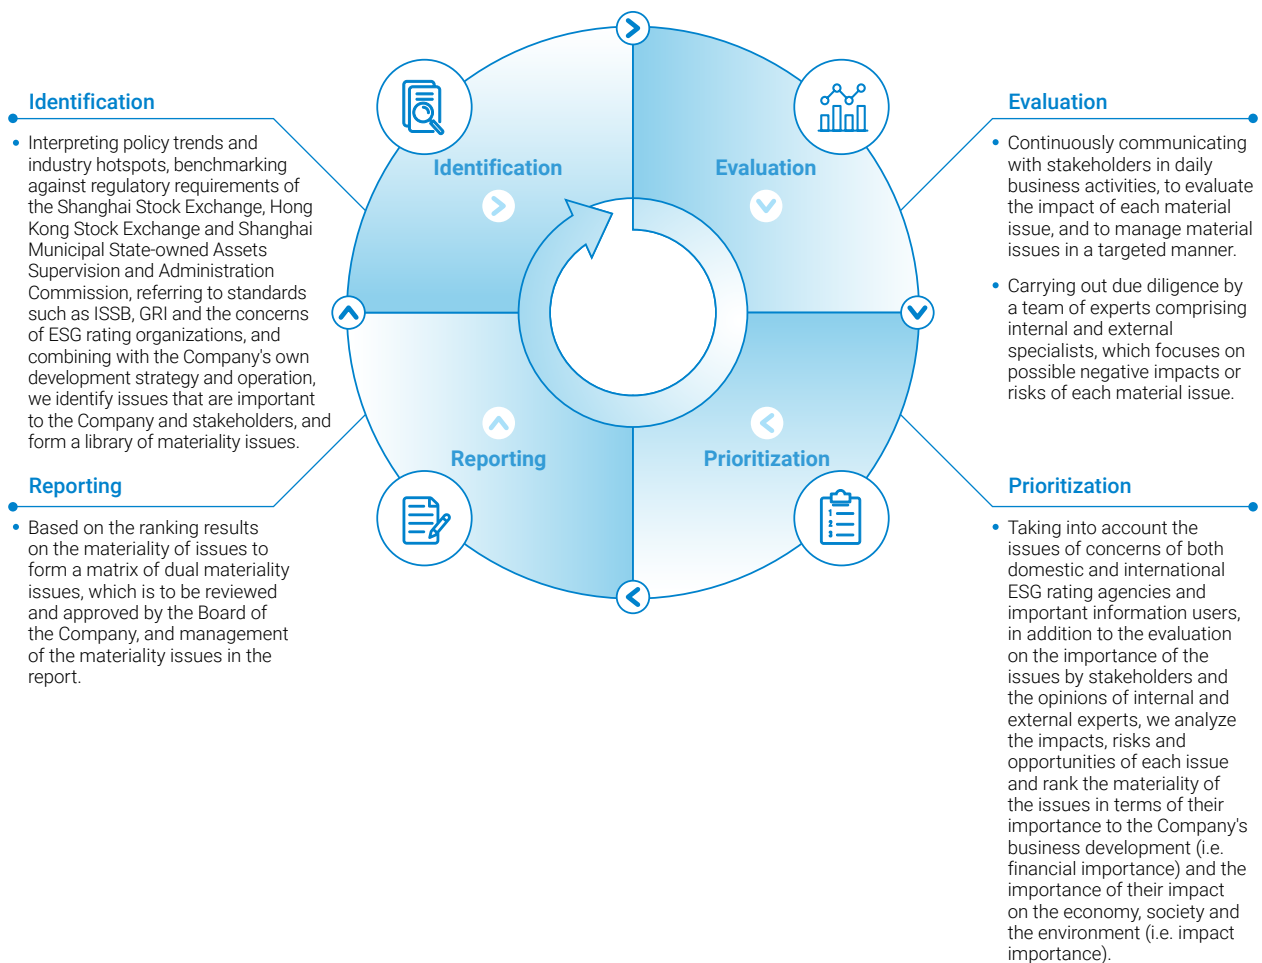 Identification
Interpreting policy trends and
industry hotspots, benchmarking
against regulatory requirements of
the Shanghai Stock Exchange, Hong
Kong Stock Exchange and Shanghai
Municipal State-owned Assets
Supervision and Administration
Commission, referring to standards
such as ISSB, GRI and the concerns
of ESG rating organizations, and
combining with the Company's own
development strategy and operation,
we identify issues that are important
to the Company and stakeholders, and
form a library of materiality issues.
Reporting
Based on the ranking results
on the materiality of issues to
form a matrix of dual materiality
issues, which is to be reviewed
and approved by the Board of
the Company, and management
of the materiality issues in the
report.
Identification
Evaluation
Reporting
Prioritization
1
2
3
Evaluation
Continuously communicating
with stakeholders in daily
business activities, to evaluate
the impact of each material
issue, and to manage material
issues in a targeted manner.
Carrying out due diligence by
a team of experts comprising
internal and external
specialists, which focuses on
possible negative impacts or
risks of each material issue.
Prioritization
Taking into account the
issues of concerns of both
domestic and international
ESG rating agencies and
important information users,
in addition to the evaluation
on the importance of the
issues by stakeholders and
the opinions of internal and
external experts, we analyze
the impacts, risks and
opportunities of each issue
and rank the materiality of
the issues in terms of their
importance to the Company's
business development (i.e.
financial importance) and the
importance of their impact
on the economy, society and
the environment (i.e. impact
importance).